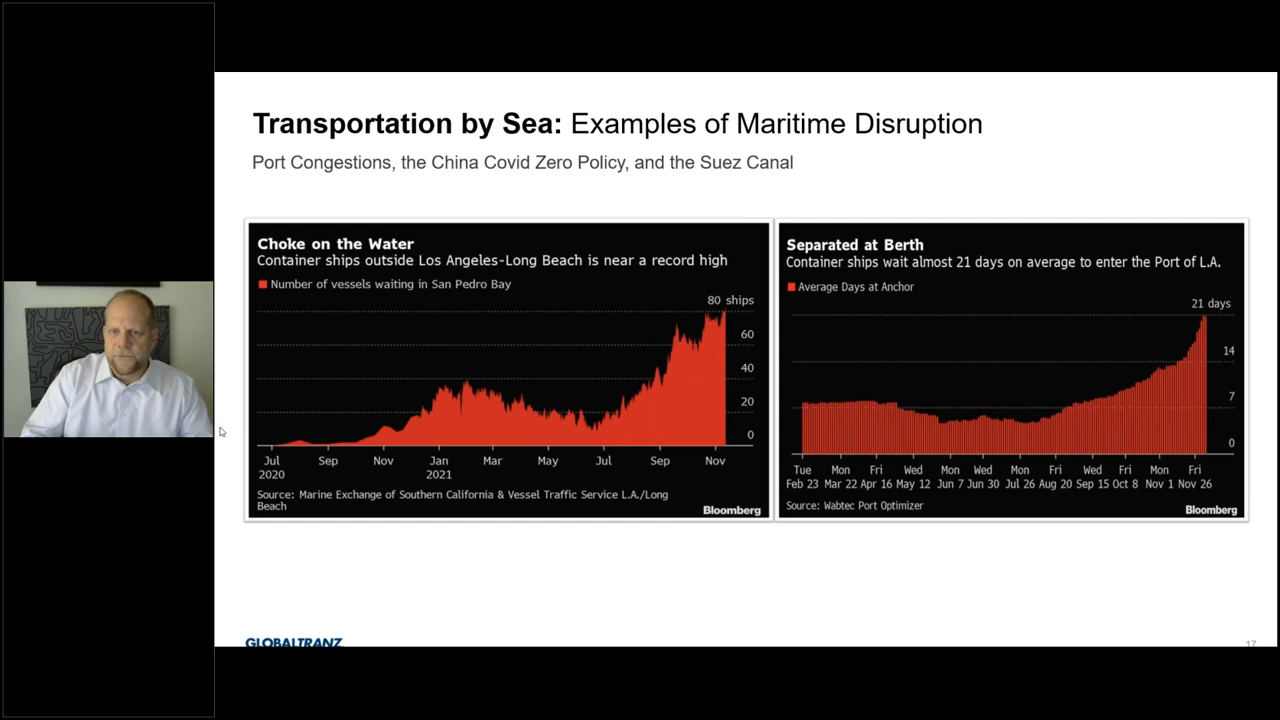 Transportation by Sea: Examples of Maritime Disruption
Port Congestions, the China Covid Zero Policy, and the Suez Canal
Choke on the Water
Container ships outside Los Angeles-Long Beach is near a record high
Number of vessels waiting in San Pedro Bay
80 ships
60
40
20
0
Jul Sep Nov Jan Mar May Jul Sep Nov
2020 2021
Source: Marine Exchange of Southern California & Vessel Traffic Service L.A./Long
Beach
Bloomberg
Separated at Berth
Container ships wait almost 21 days on average to enter the Port of L.A.
Average Days at Anchor
21 days
14
7
0
Tue Mon Fri Wed Mon Wed Mon Fri Wed Fri Mon Fri
Feb 23 Mar 22 Apr 16 May 12 Jun 7 Jun 30 Jul 26 Aug 20 Sep 15 Oct 8 Nov 1 Nov 26
Source: Wabtec Port Optimizer
Bloomberg
GLOBALTRANZ
17